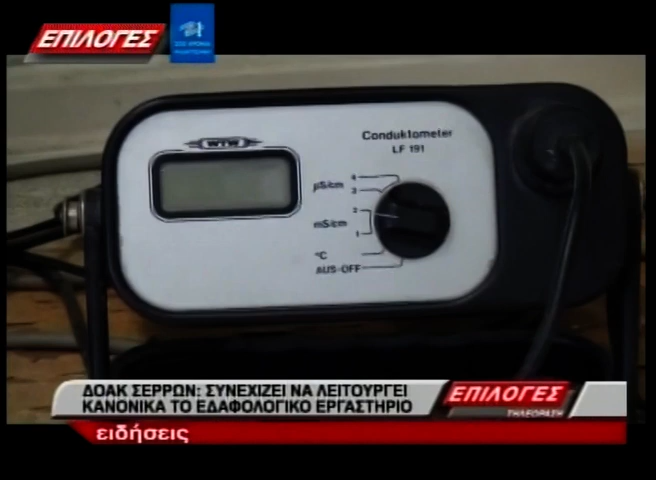 ΕΠΙΛΟΓΕΣ
WTW
Conduktometer
LF 191
µS/cm
4
3
mS/cm
2
1
°C
AUS-OFF
ΔΟΑΚ ΣΕΡΡΩΝ: ΣΥΝΕΧΙΖΕΙ ΝΑ ΛΕΙΤΟΥΡΓΕΙ
ΚΑΝΟΝΙΚΑ ΤΟ ΕΔΑΦΟΛΟΓΙΚΟ ΕΡΓΑΣΤΗΡΙΟ
ΕΠΙΛΟΓΕΣ
ΤΗΛΕΟΡΑΣΗ
ειδήσεις